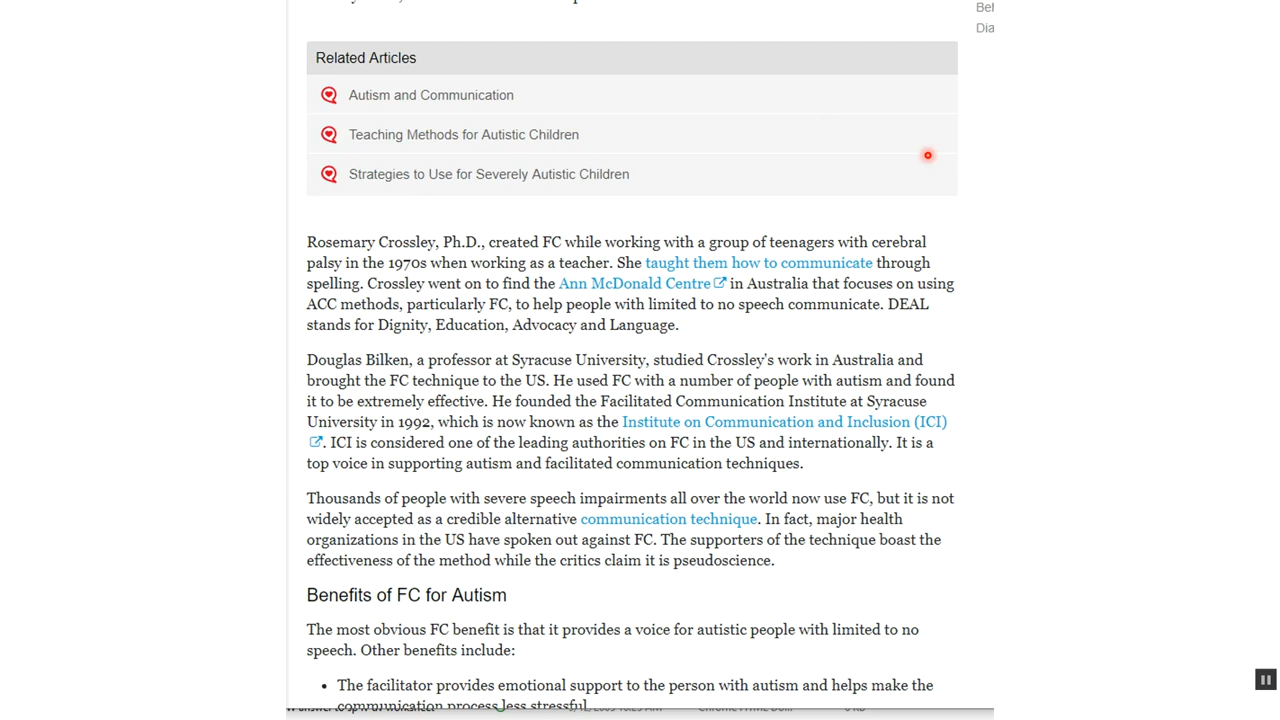 Bel
Dia
Related Articles
Autism and Communication
Teaching Methods for Autistic Children
Strategies to Use for Severely Autistic Children
Rosemary Crossley, Ph.D., created FC while working with a group of teenagers with cerebral
palsy in the 1970s when working as a teacher. She taught them how to communicate through
spelling. Crossley went on to find the Ann McDonald Centre in Australia that focuses on using
ACC methods, particularly FC, to help people with limited to no speech communicate. DEAL
stands for Dignity, Education, Advocacy and Language.
Douglas Bilken, a professor at Syracuse University, studied Crossley's work in Australia and
brought the FC technique to the US. He used FC with a number of people with autism and found
it to be extremely effective. He founded the Facilitated Communication Institute at Syracuse
University in 1992, which is now known as the Institute on Communication and Inclusion (ICI)
. ICI is considered one of the leading authorities on FC in the US and internationally. It is a
top voice in supporting autism and facilitated communication techniques.
Thousands of people with severe speech impairments all over the world now use FC, but it is not
widely accepted as a credible alternative communication technique. In fact, major health
organizations in the US have spoken out against FC. The supporters of the technique boast the
effectiveness of the method while the critics claim it is pseudoscience.
Benefits of FC for Autism
The most obvious FC benefit is that it provides a voice for autistic people with limited to no
speech. Other benefits include:
• The facilitator provides emotional support to the person with autism and helps make the
communication process less stressful